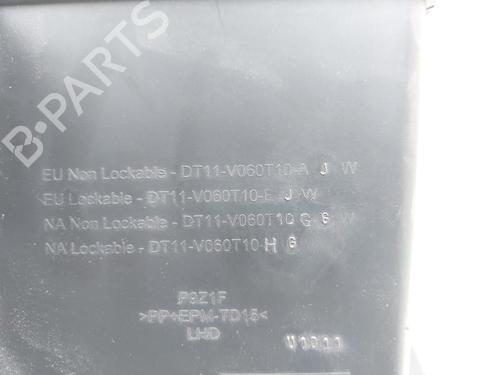 B-PARTS
EU Non Lockable - DT11-V060T10-A J W
EU Lockable - DT11-V060T10-E J W
NA Non Lockable - DT11-V060T10 G 6 W
NA Lockable - DT11-V060T10-H 6
P9Z1F
>PP+EPM-TD15<
LHD